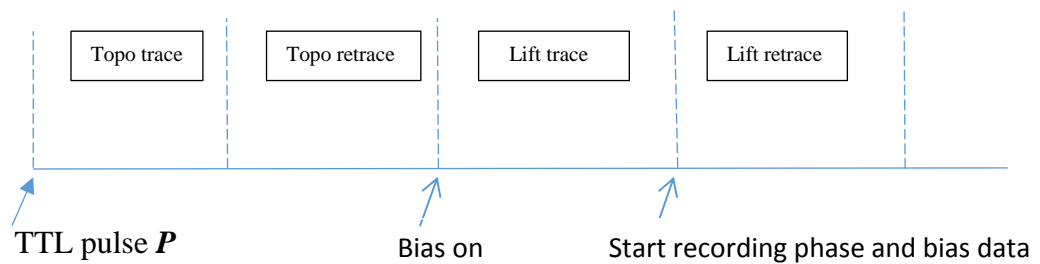 Topo trace
Topo retrace
Lift trace
Lift retrace
TTL pulse P
Bias on
Start recording phase and bias data